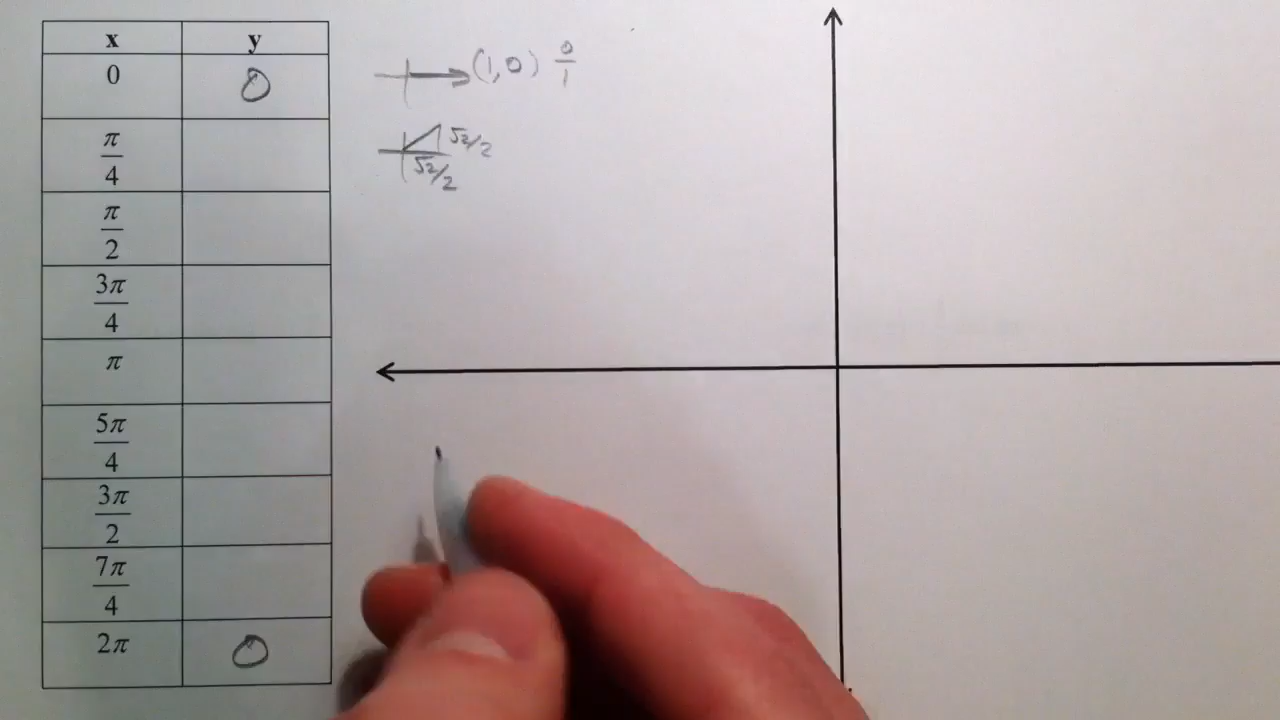 x y
0 0
π/4
π/2
3π/4
π
5π/4
3π/2
7π/4
2π 0
(1,0) 0/1
√2/2
√2/2